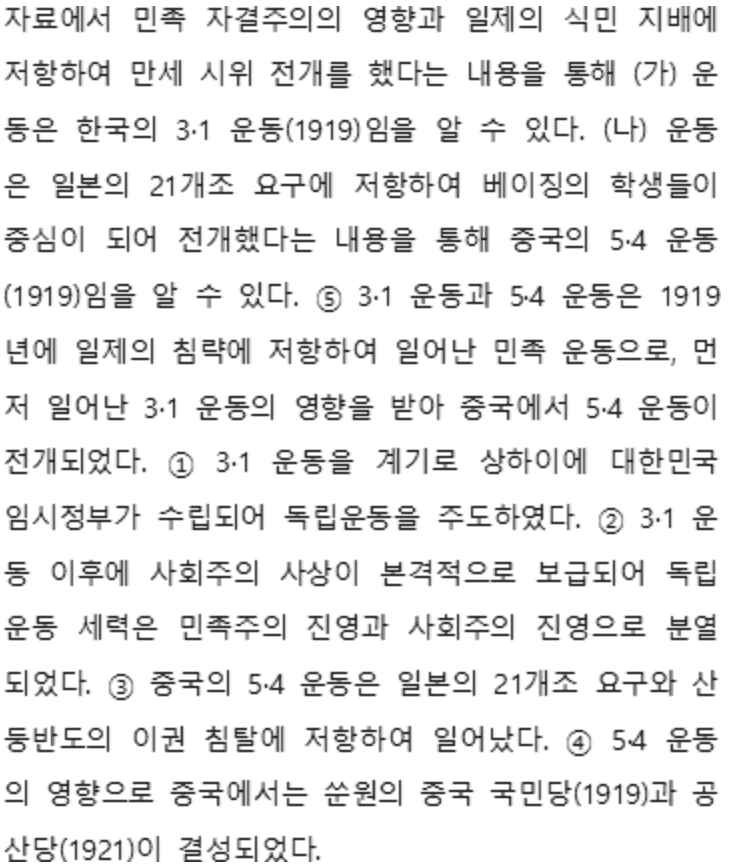 자료에서 민족 자결주의의 영향과 일제의 식민 지배에
저항하여 만세 시위 전개를 했다는 내용을 통해 (가) 운
동은 한국의 3·1 운동(1919)임을 알 수 있다. (나) 운동
은 일본의 21개조 요구에 저항하여 베이징의 학생들이
중심이 되어 전개했다는 내용을 통해 중국의 5·4 운동
(1919)임을 알 수 있다. ⑤ 3·1 운동과 5·4 운동은 1919
년에 일제의 침략에 저항하여 일어난 민족 운동으로, 먼
저 일어난 3·1 운동의 영향을 받아 중국에서 5·4 운동이
전개되었다. ① 3·1 운동을 계기로 상하이에 대한민국
임시정부가 수립되어 독립운동을 주도하였다. ② 3·1 운
동 이후에 사회주의 사상이 본격적으로 보급되어 독립
운동 세력은 민족주의 진영과 사회주의 진영으로 분열
되었다. ③ 중국의 5·4 운동은 일본의 21개조 요구와 산
둥반도의 이권 침탈에 저항하여 일어났다. ④ 5·4 운동
의 영향으로 중국에서는 쑨원의 중국 국민당(1919)과 공
산당(1921)이 결성되었다.